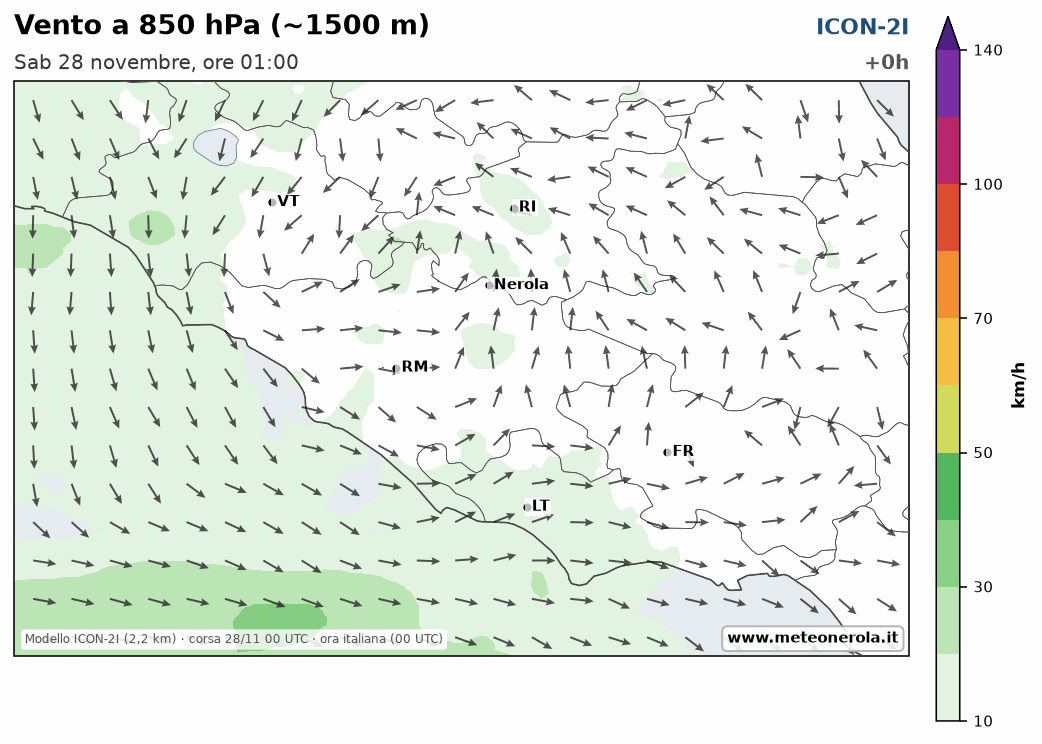 Vento a 850 hPa (~1500 m)
ICON-2I
Sab 28 novembre, ore 01:00
+0h
140
100
70
50
30
10
km/h
VT
RI
Nerola
RM
FR
LT
Modello ICON-2I (2,2 km) · corsa 28/11 00 UTC · ora italiana (00 UTC)
www.meteonerola.it